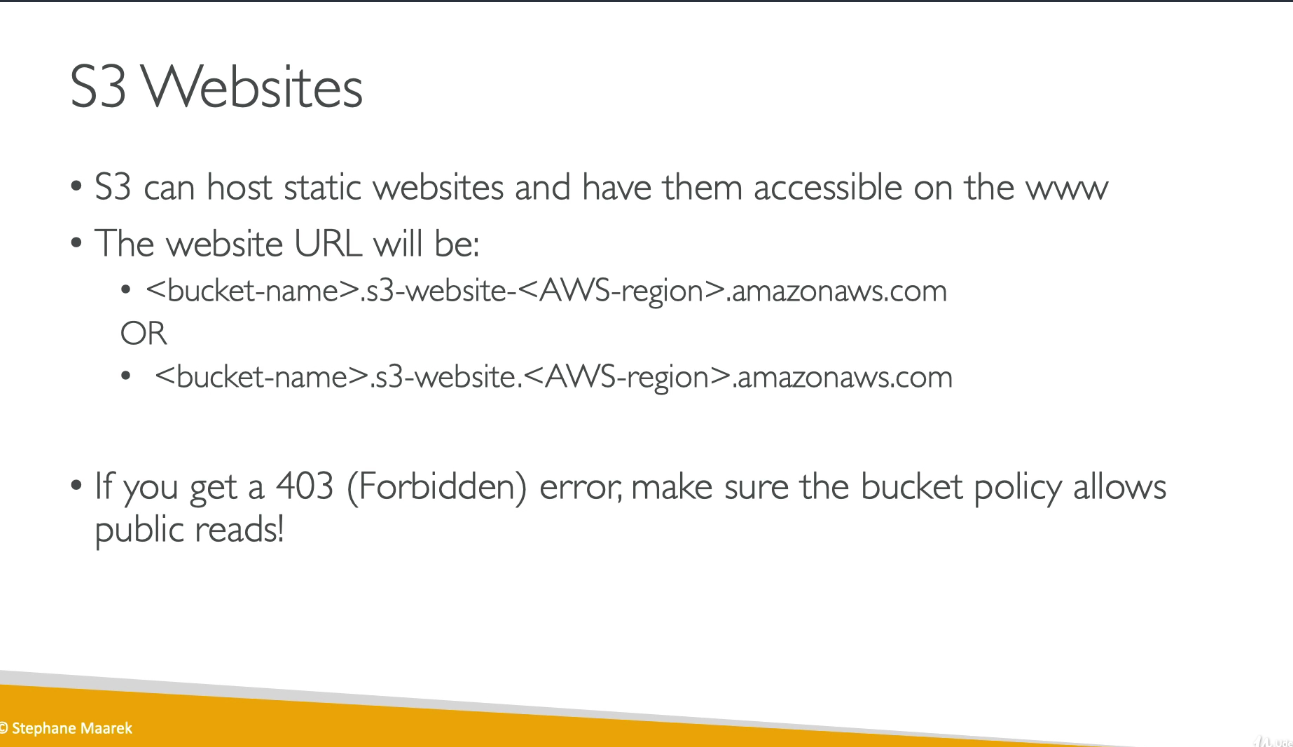 S3 Websites
• S3 can host static websites and have them accessible on the www
• The website URL will be:
• <bucket-name>.s3-website-<AWS-region>.amazonaws.com
OR
• <bucket-name>.s3-website.<AWS-region>.amazonaws.com
• If you get a 403 (Forbidden) error, make sure the bucket policy allows
public reads!
© Stephane Maarek